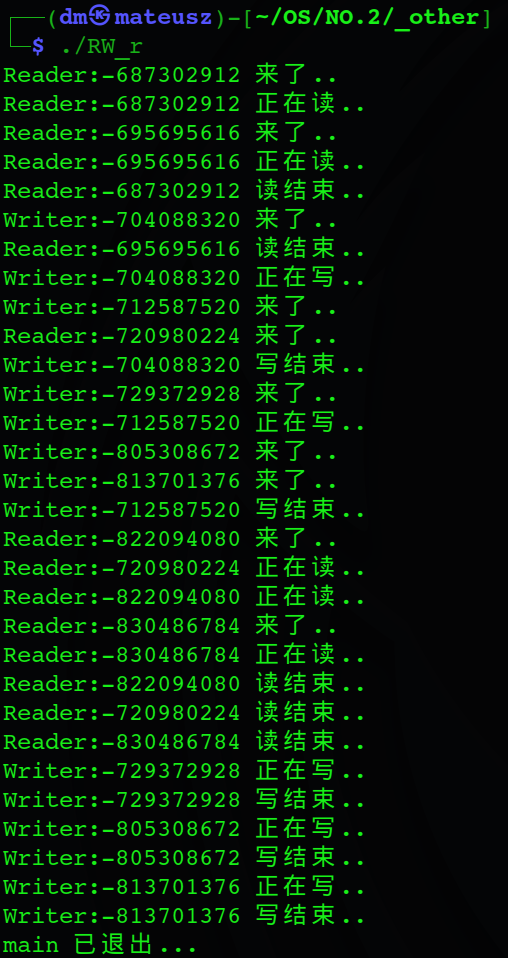 ┌──(dm㉿mateusz)-[~/OS/NO.2/_other]
└─$ ./RW_r
Reader:-687302912 来了..
Reader:-687302912 正在读..
Reader:-695695616 来了..
Reader:-695695616 正在读..
Reader:-687302912 读结束..
Writer:-704088320 来了..
Reader:-695695616 读结束..
Writer:-704088320 正在写..
Writer:-712587520 来了..
Reader:-720980224 来了..
Writer:-704088320 写结束..
Writer:-729372928 来了..
Writer:-712587520 正在写..
Writer:-805308672 来了..
Writer:-813701376 来了..
Writer:-712587520 写结束..
Reader:-822094080 来了..
Reader:-720980224 正在读..
Reader:-822094080 正在读..
Reader:-830486784 来了..
Reader:-830486784 正在读..
Reader:-822094080 读结束..
Reader:-720980224 读结束..
Reader:-830486784 读结束..
Writer:-729372928 正在写..
Writer:-729372928 写结束..
Writer:-805308672 正在写..
Writer:-805308672 写结束..
Writer:-813701376 正在写..
Writer:-813701376 写结束..
main 已退出...